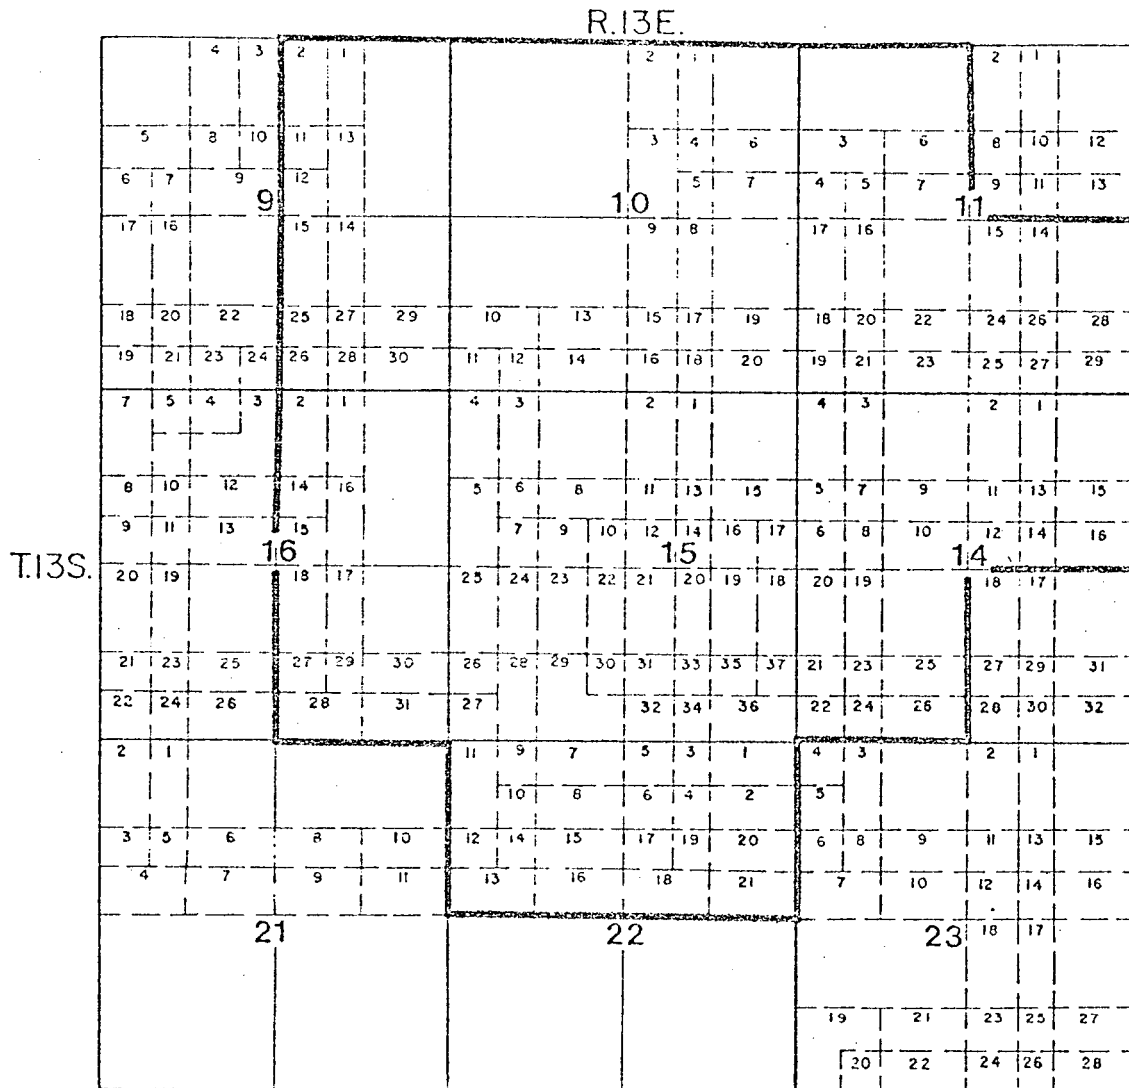 R.13E.
4 3 2 1 2 1 2 1
5 8 10 11 13 3 4 6 3 6 8 10 12
6 7 9 12 5 7 4 5 7 9 11 13
9 10 11
17 16 15 14 9 8 17 16 15 14
18 20 22 25 27 29 10 13 15 17 19 18 20 22 24 26 28
19 21 23 24 26 28 30 11 12 14 16 18 20 19 21 23 25 27 29
7 5 4 3 2 1 4 3 2 1 4 3 2 1
8 10 12 14 16 5 6 8 11 13 15 5 7 9 11 13 15
9 11 13 15 7 9 10 12 14 16 17 6 8 10 12 14 16
T.13S. 16 15 14
20 19 18 17 25 24 23 22 21 20 19 18 20 19 18 17
21 23 25 27 29 30 26 28 29 30 31 33 35 37 21 23 25 27 29 31
22 24 26 28 31 27 32 34 36 22 24 26 28 30 32
2 1 11 9 7 5 3 1 4 3 2 1
10 8 6 4 2 5
3 5 6 8 10 12 14 15 17 19 20 6 8 9 11 13 15
4 7 9 11 13 16 18 21 7 10 12 14 16
21 22 23
18 17
19 21 23 25 27
20 22 24 26 28